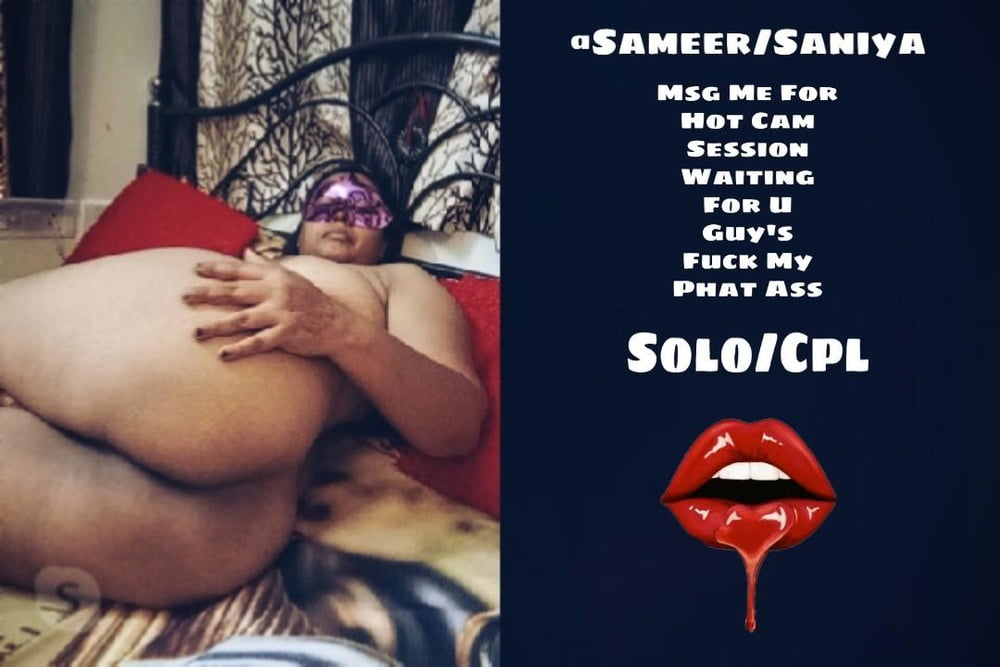 @Sameer/Saniya
Msg Me For
Hot Cam
Session
Waiting
For U
Guy's
Fuck My
Phat Ass
Solo/Cpl
S